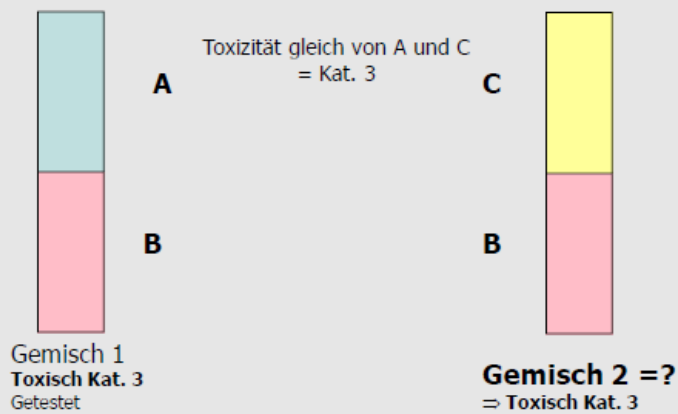 Toxizität gleich von A und C
= Kat. 3
A
C
B
B
Gemisch 1
Toxisch Kat. 3
Getestet
Gemisch 2 =?
⇒ Toxisch Kat. 3